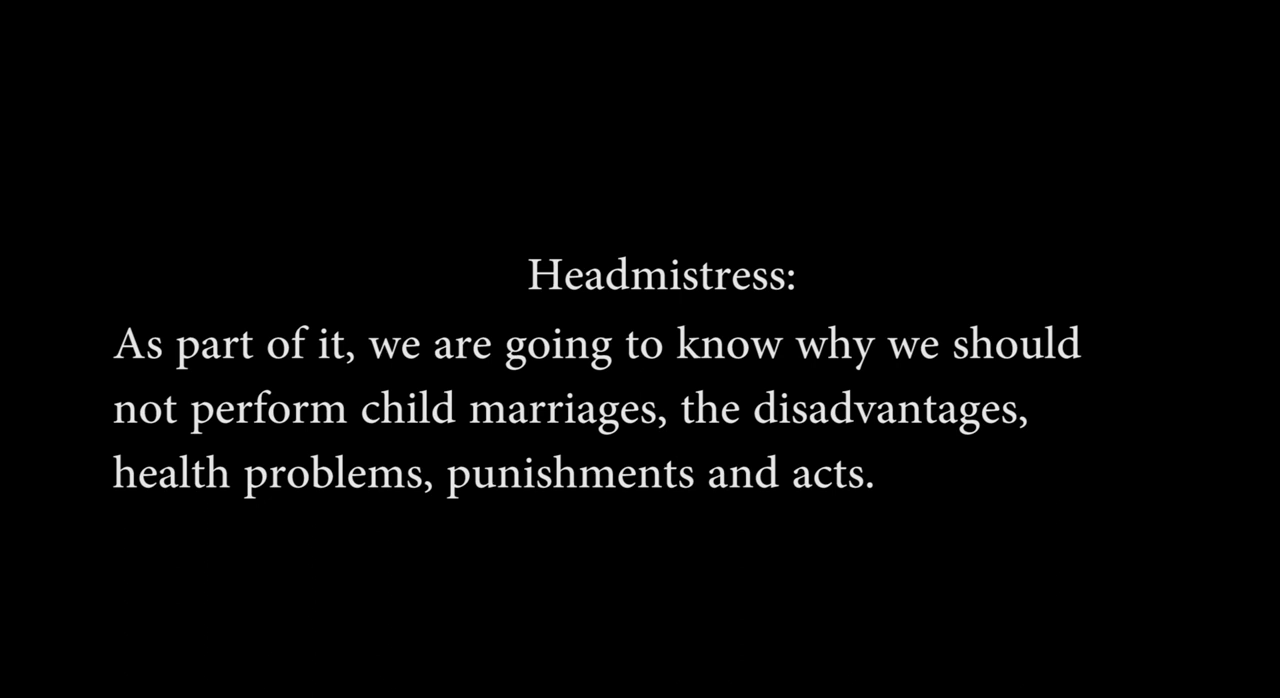 Headmistress:
As part of it, we are going to know why we should
not perform child marriages, the disadvantages,
health problems, punishments and acts.